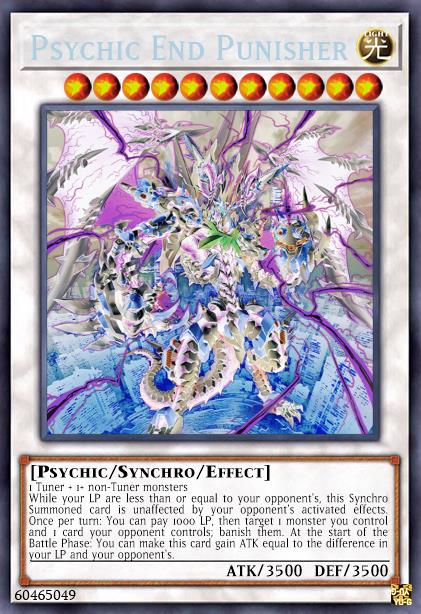 PSYCHIC END PUNISHER
LIGHT
光
[PSYCHIC/SYNCHRO/EFFECT]
1 Tuner + 1+ non-Tuner monsters
While your LP are less than or equal to your opponent's, this Synchro
Summoned card is unaffected by your opponent's activated effects.
Once per turn: You can pay 1000 LP, then target 1 monster you control
and 1 card your opponent controls; banish them. At the start of the
Battle Phase: You can make this card gain ATK equal to the difference in
your LP and your opponent's.
ATK/3500 DEF/3500
60465049